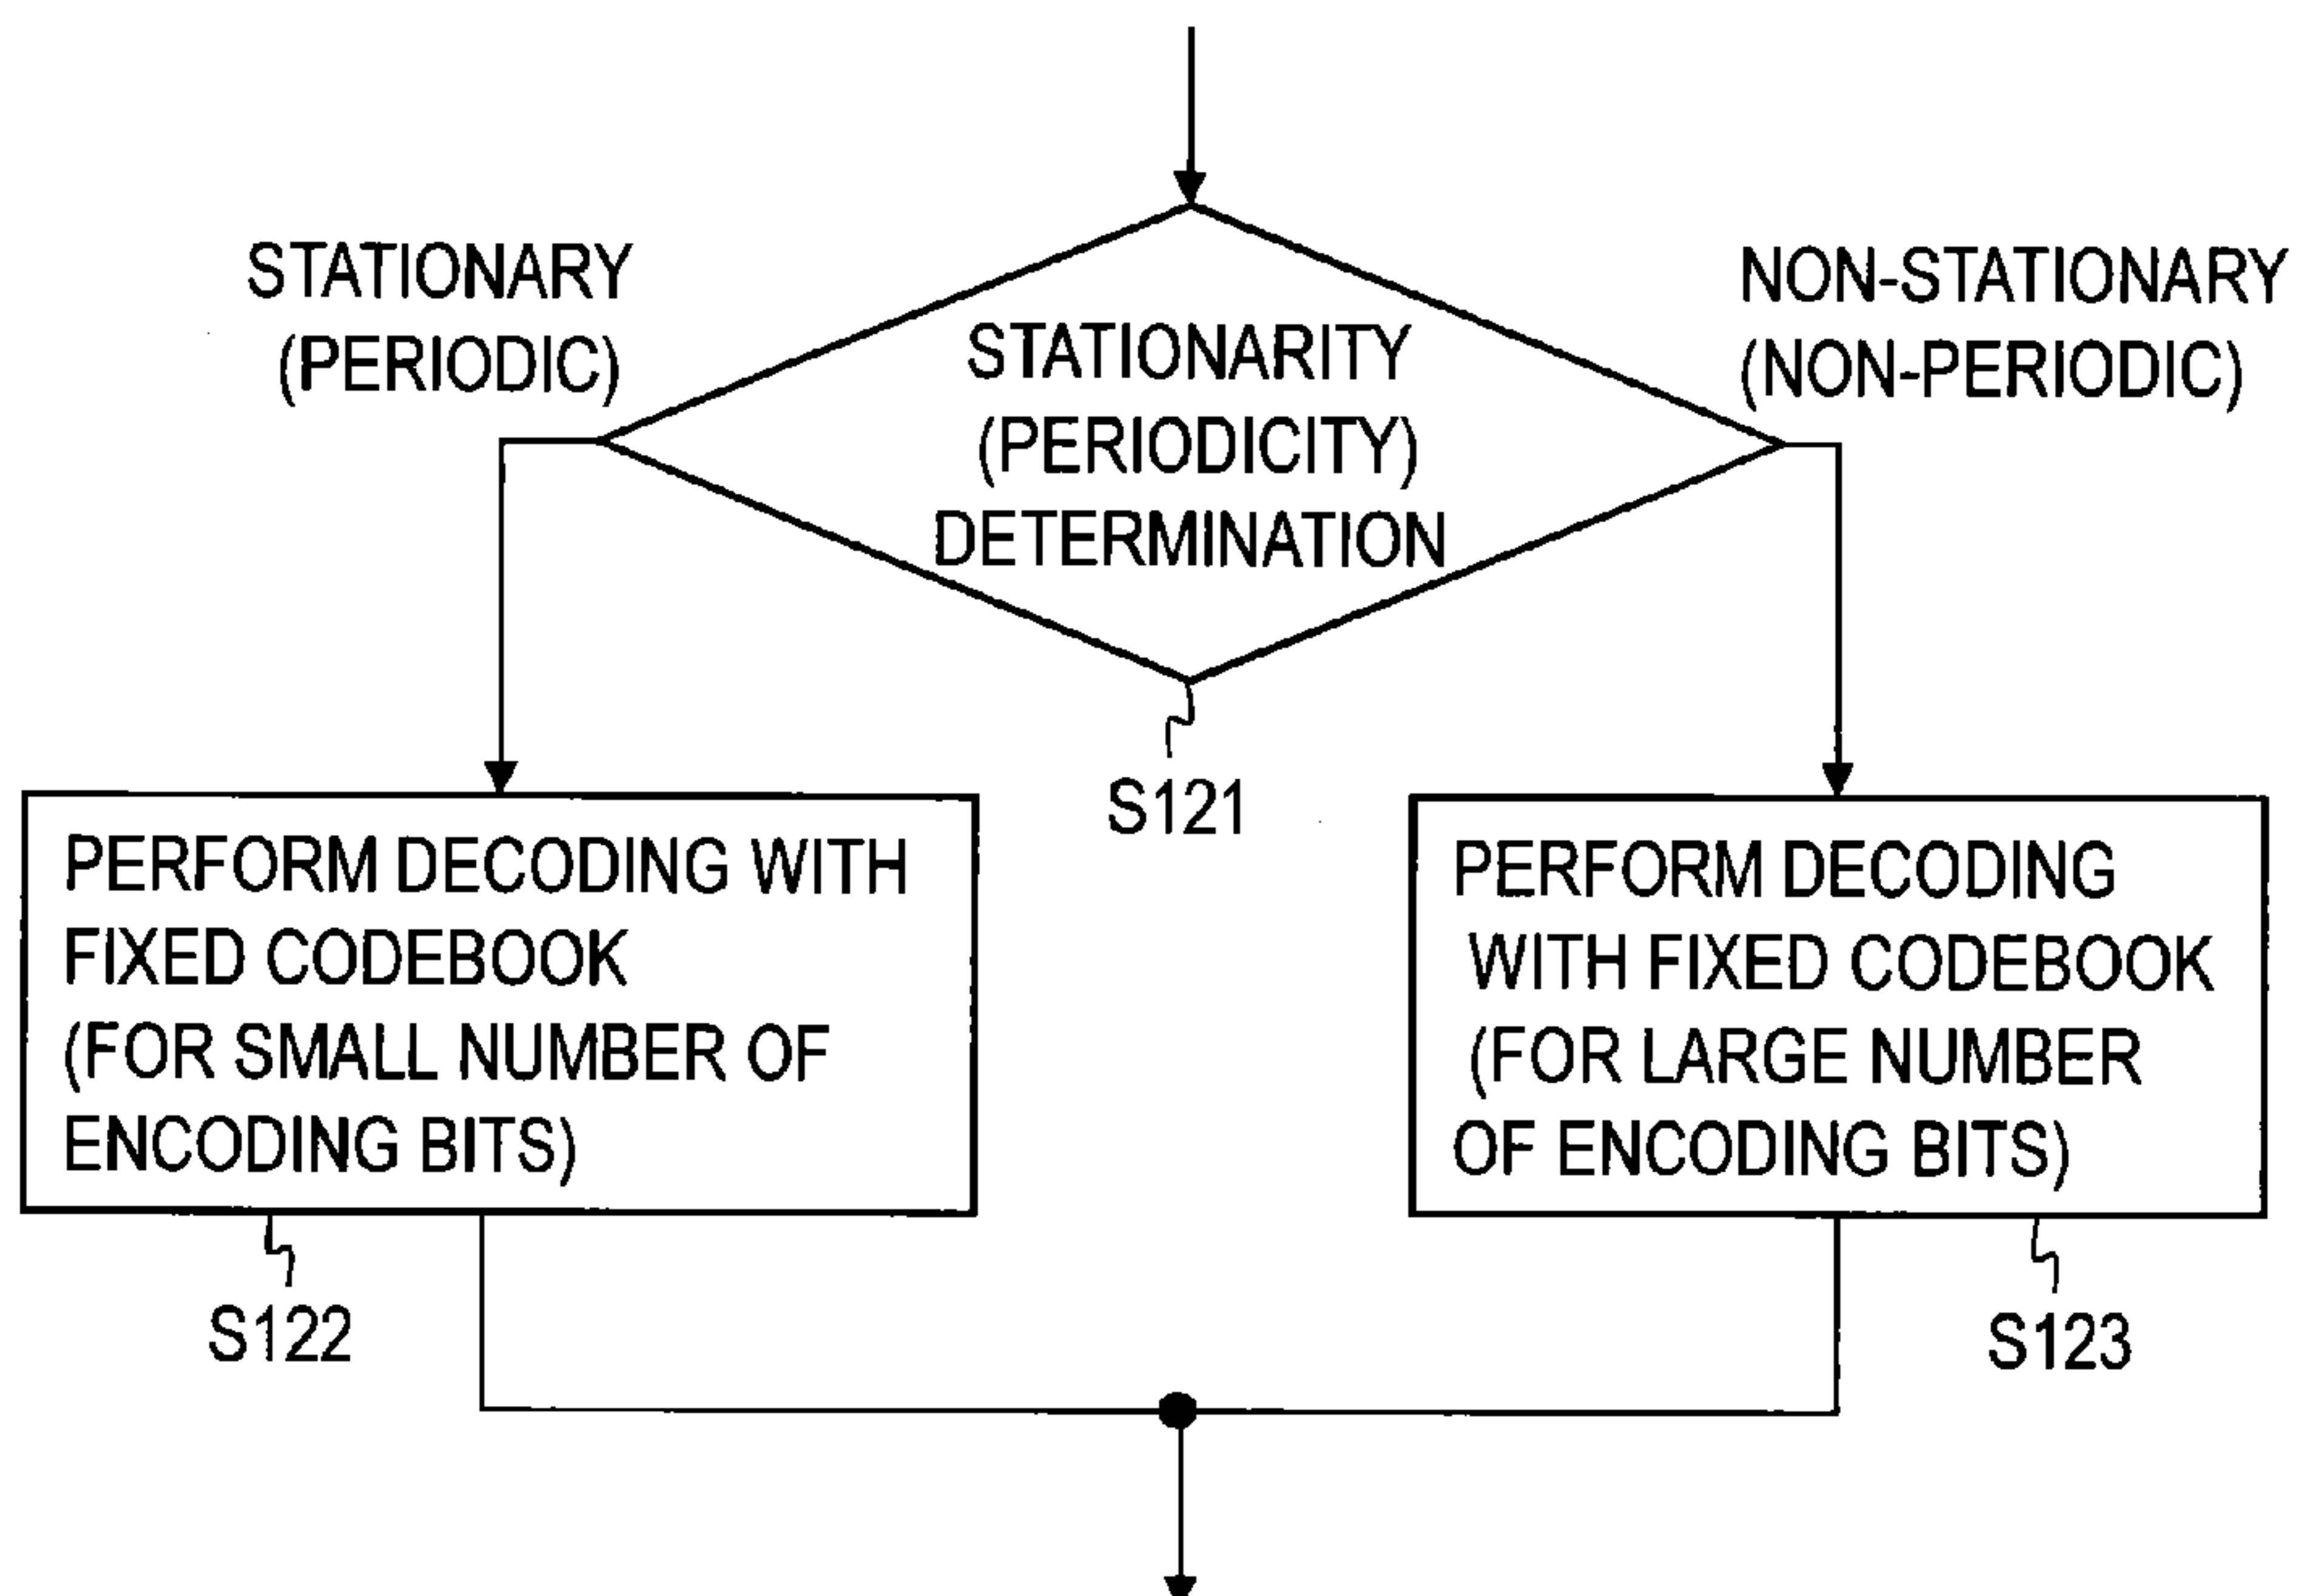 STATIONARY
(PERIODIC)
STATIONARITY
(PERIODICITY)
DETERMINATION
NON-STATIONARY
(NON-PERIODIC)
S121
PERFORM DECODING WITH
FIXED CODEBOOK
(FOR SMALL NUMBER OF
ENCODING BITS)
S122
PERFORM DECODING
WITH FIXED CODEBOOK
(FOR LARGE NUMBER
OF ENCODING BITS)
S123